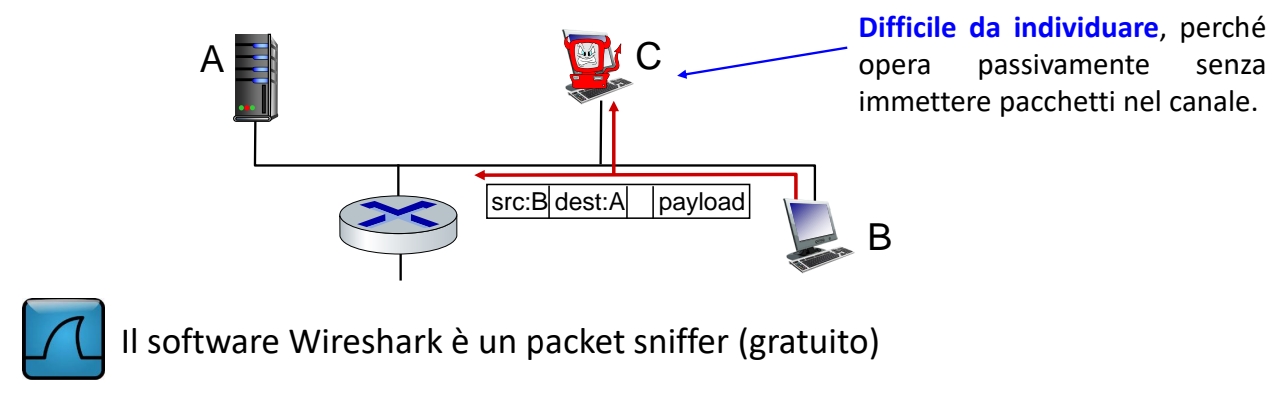 A
C
Difficile da individuare, perché
opera passivamente senza
immettere pacchetti nel canale.
src:B dest:A payload
B
Il software Wireshark è un packet sniffer (gratuito)